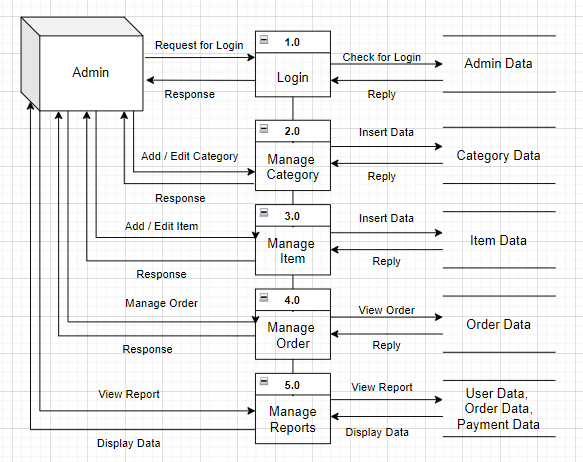 1.0
Request for Login
Check for Login
Admin
Login
Admin Data
Response
Reply
2.0
Insert Data
Add / Edit Category
Manage
Category
Category Data
Response
Reply
3.0
Insert Data
Add / Edit Item
Manage
Item
Item Data
Response
Reply
4.0
Manage Order
View Order
Manage
Order
Order Data
Response
Reply
5.0
View Report
View Report
Manage
Reports
User Data,
Order Data,
Payment Data
Display Data
Display Data